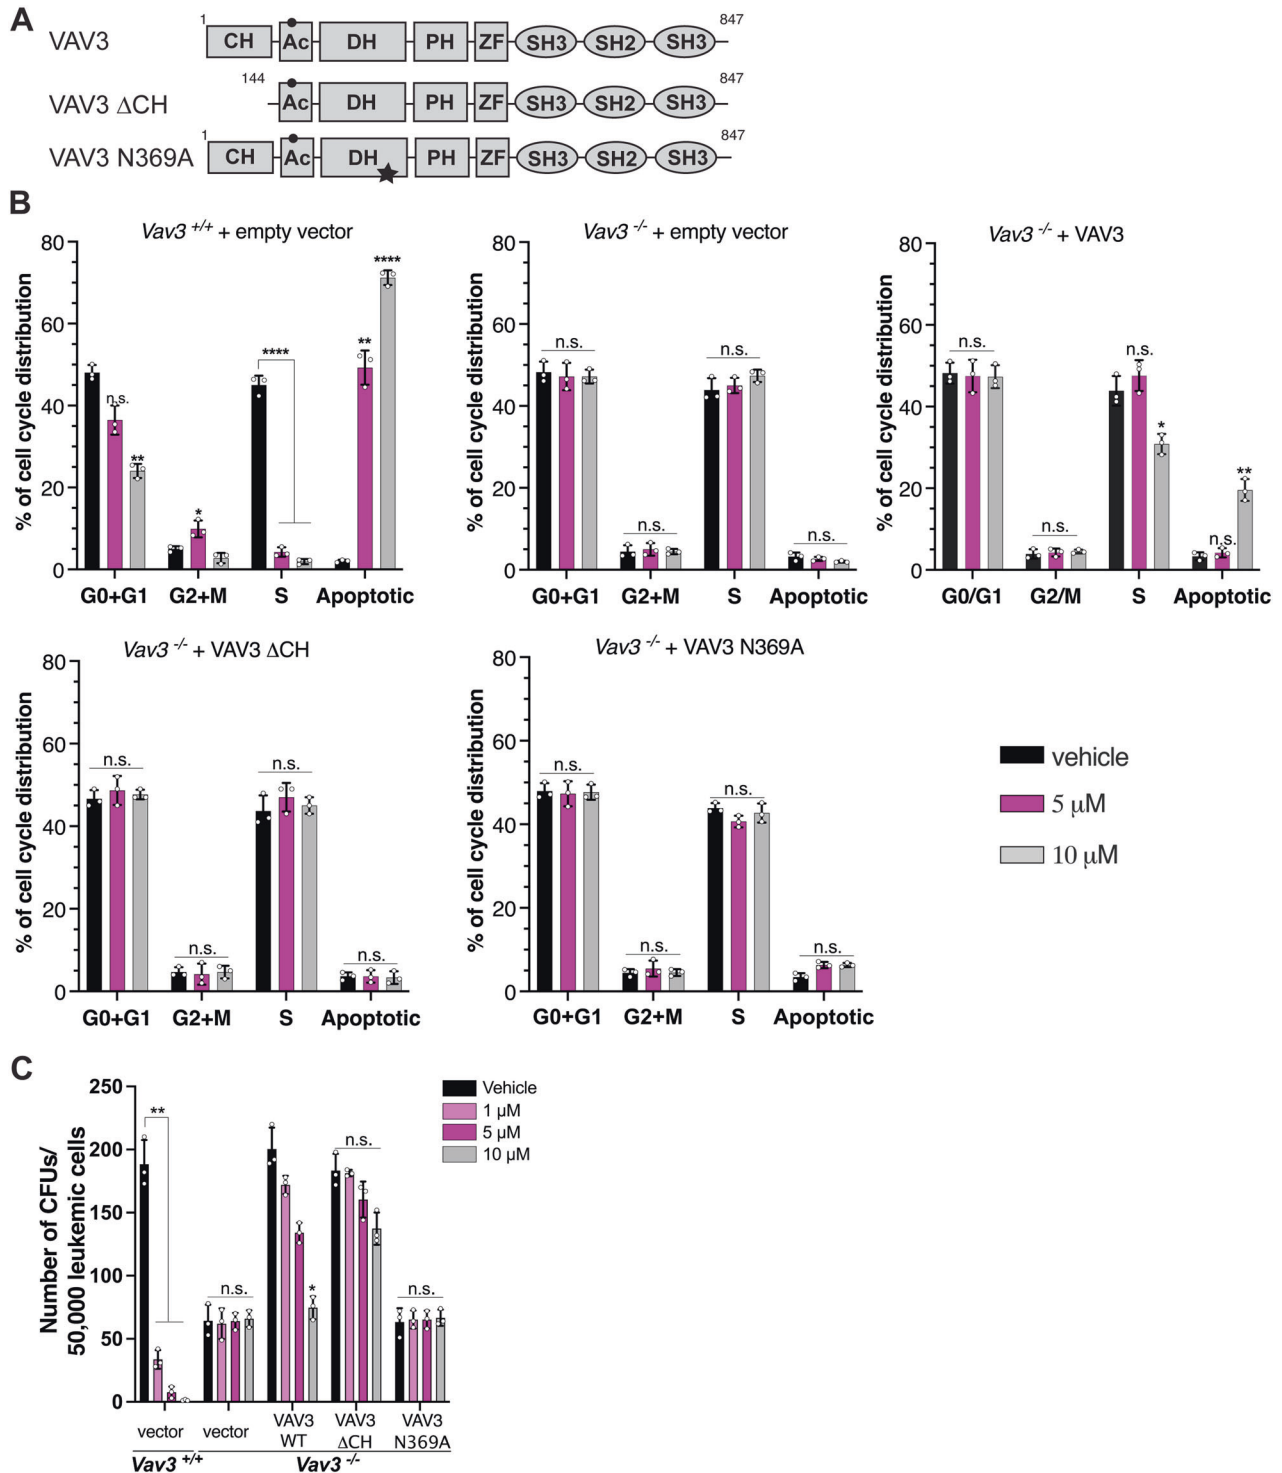 A
VAV3
1
CH
Ac
DH
PH
ZF
SH3
SH2
SH3
847
VAV3 ΔCH
144
Ac
DH
PH
ZF
SH3
SH2
SH3
847
VAV3 N369A
1
CH
Ac
DH
PH
ZF
SH3
SH2
SH3
847
B
Vav3 +/+ + empty vector
% of cell cycle distribution
80
60
40
20
0
n.s.
**
*
****
**
****
G0+G1
G2+M
S
Apoptotic
Vav3 -/- + empty vector
% of cell cycle distribution
80
60
40
20
0
n.s.
n.s.
n.s.
n.s.
G0+G1
G2+M
S
Apoptotic
Vav3 -/- + VAV3
% of cell cycle distribution
80
60
40
20
0
n.s.
n.s.
n.s.
*
n.s.
**
G0/G1
G2/M
S
Apoptotic
Vav3 -/- + VAV3 ΔCH
% of cell cycle distribution
80
60
40
20
0
n.s.
n.s.
n.s.
n.s.
G0+G1
G2+M
S
Apoptotic
Vav3 -/- + VAV3 N369A
% of cell cycle distribution
80
60
40
20
0
n.s.
n.s.
n.s.
n.s.
G0+G1
G2+M
S
Apoptotic
vehicle
5 μM
10 μM
C
Number of CFUs/
50,000 leukemic cells
250
200
150
100
50
0
**
n.s.
*
n.s.
n.s.
Vehicle
1 μM
5 μM
10 μM
vector
vector
VAV3
WT
VAV3
ΔCH
VAV3
N369A
Vav3 +/+
Vav3 -/-